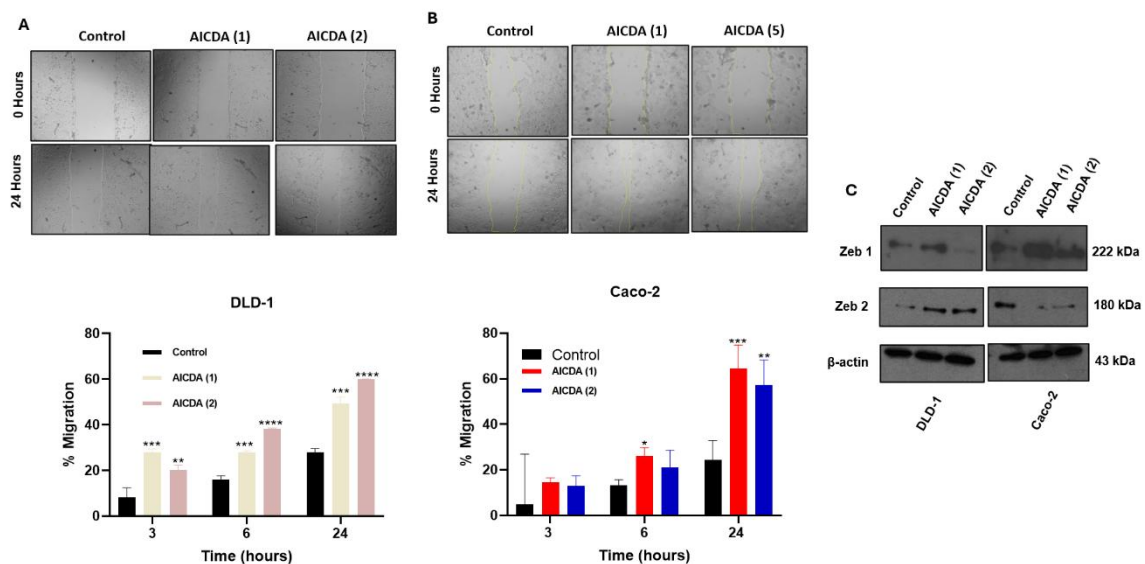 A
Control AICDA (1) AICDA (2)
0 Hours
24 Hours
B
Control AICDA (1) AICDA (5)
0 Hours
24 Hours
C
Control AICDA (1) AICDA (2) Control AICDA (1) AICDA (2)
Zeb 1 222 kDa
Zeb 2 180 kDa
β-actin 43 kDa
DLD-1 Caco-2
DLD-1
% Migration
80
60
40
20
0
Control
AICDA (1)
AICDA (2)
*** **
*** ****
*** ****
3 6 24
Time (hours)
Caco-2
% Migration
80
60
40
20
0
Control
AICDA (1)
AICDA (2)
*
*** **
3 6 24
Time (hours)